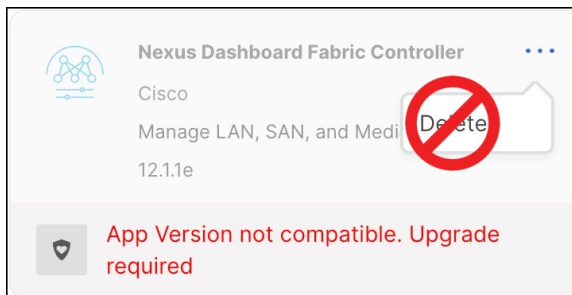 Nexus Dashboard Fabric Controller
Cisco
Manage LAN, SAN, and Medi
Delete
12.1.1e
App Version not compatible. Upgrade
required